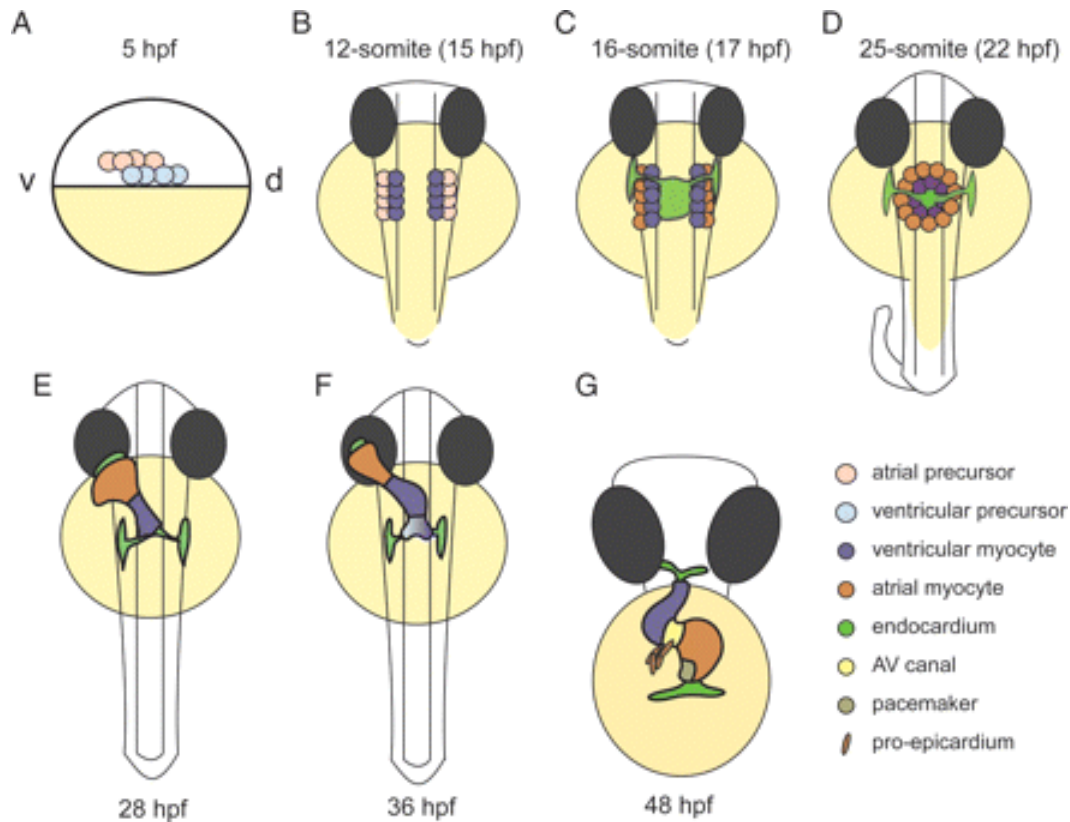 A
5 hpf
v
d
B
12-somite (15 hpf)
C
16-somite (17 hpf)
D
25-somite (22 hpf)
E
28 hpf
F
36 hpf
G
48 hpf
atrial precursor
ventricular precursor
ventricular myocyte
atrial myocyte
endocardium
AV canal
pacemaker
pro-epicardium